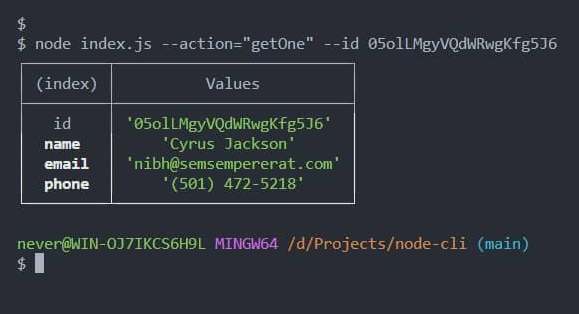 $
$ node index.js --action="getOne" --id 05olLMgyVQdWRwgKfg5J6
(index) Values
id '05olLMgyVQdWRwgKfg5J6'
name 'Cyrus Jackson'
email 'nibh@semsempererat.com'
phone '(501) 472-5218'
never@WIN-OJ7IKCS6H9L MINGW64 /d/Projects/node-cli (main)
$